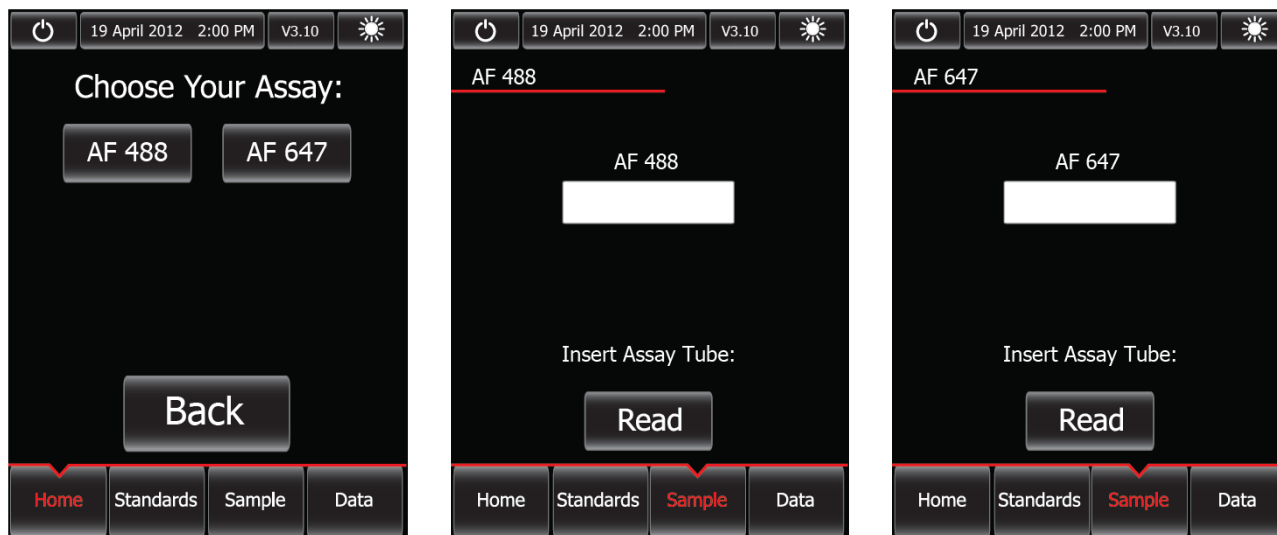 19 April 2012 2:00 PM V3.10
Choose Your Assay:
AF 488 AF 647
Back
Home Standards Sample Data
19 April 2012 2:00 PM V3.10
AF 488
AF 488
Insert Assay Tube:
Read
Home Standards Sample Data
19 April 2012 2:00 PM V3.10
AF 647
AF 647
Insert Assay Tube:
Read
Home Standards Sample Data